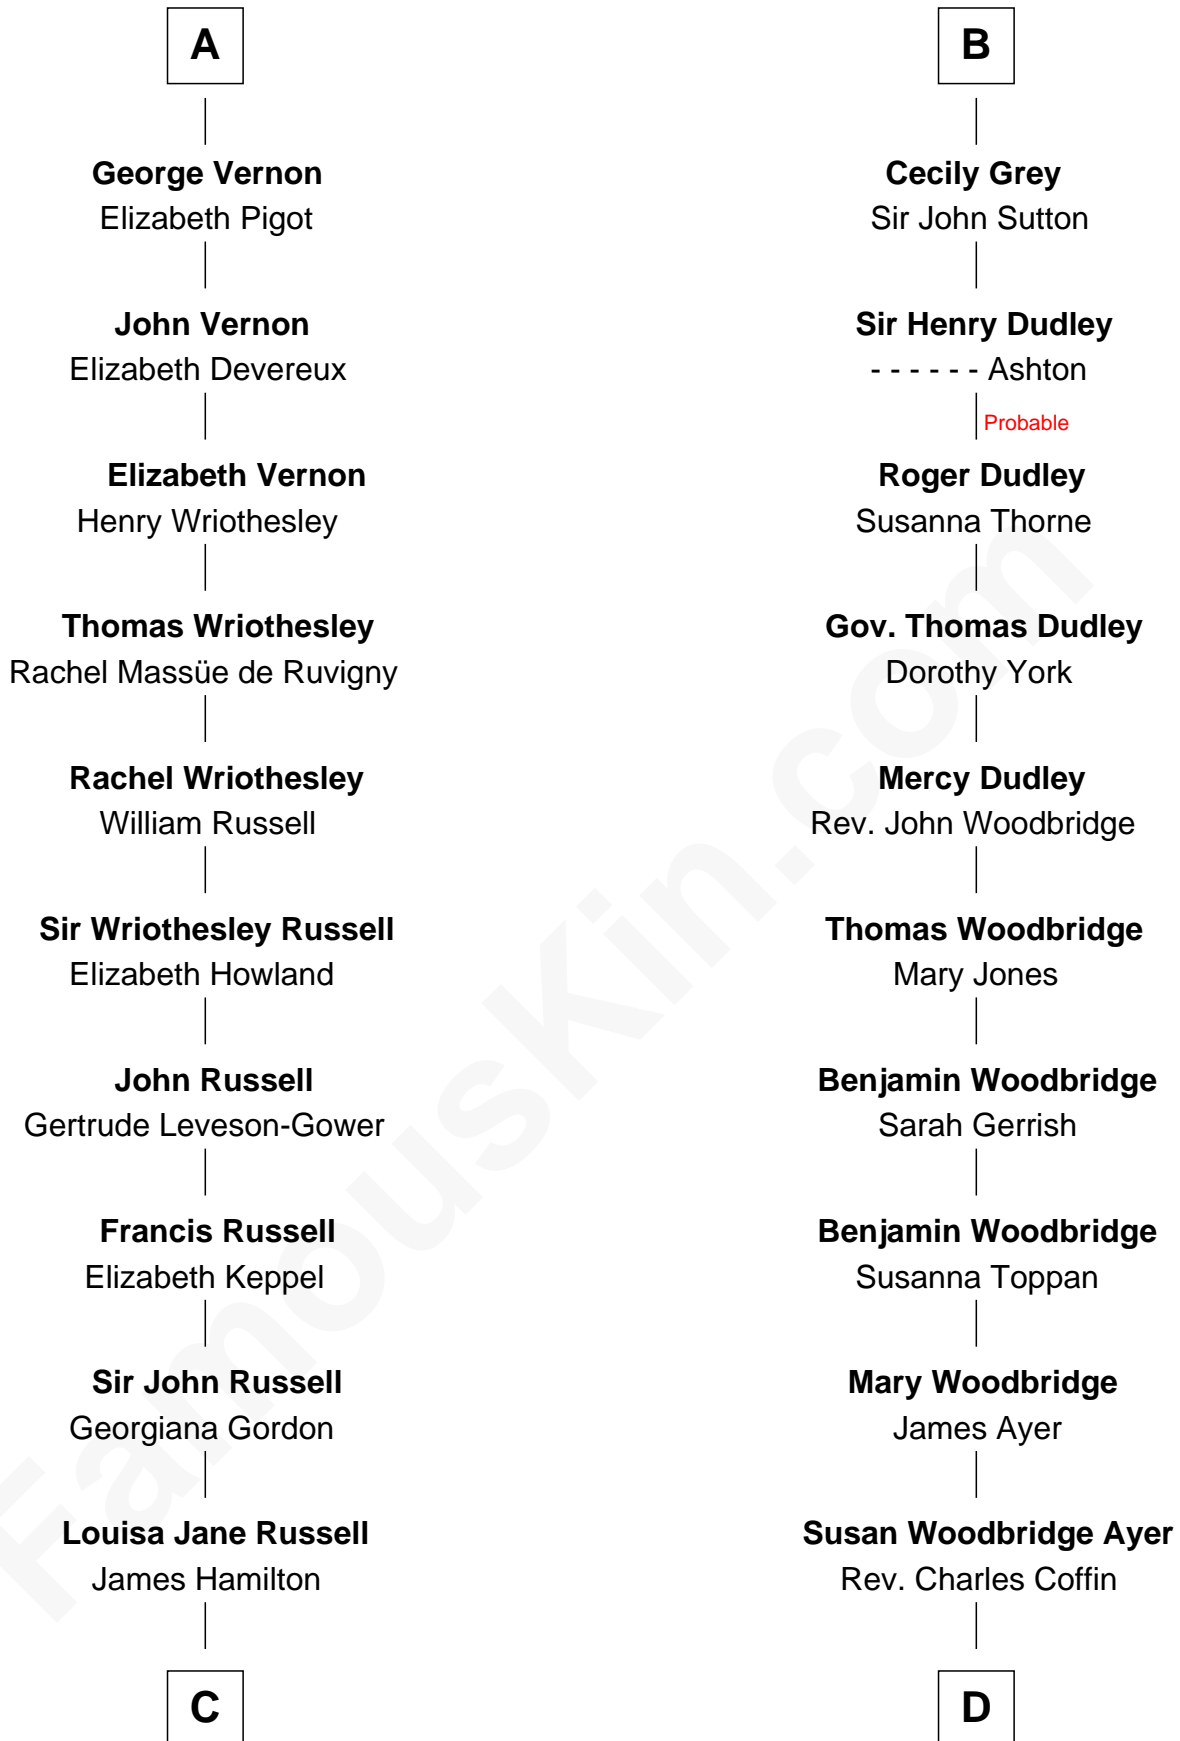 A
George Vernon
Elizabeth Pigot
John Vernon
Elizabeth Devereux
Elizabeth Vernon
Henry Wriothesley
Thomas Wriothesley
Rachel Massüe de Ruvigny
Rachel Wriothesley
William Russell
Sir Wriothesley Russell
Elizabeth Howland
John Russell
Gertrude Leveson-Gower
Francis Russell
Elizabeth Keppel
Sir John Russell
Georgiana Gordon
Louisa Jane Russell
James Hamilton
C
B
Cecily Grey
Sir John Sutton
Sir Henry Dudley
- - - - - - Ashton
Probable
Roger Dudley
Susanna Thorne
Gov. Thomas Dudley
Dorothy York
Mercy Dudley
Rev. John Woodbridge
Thomas Woodbridge
Mary Jones
Benjamin Woodbridge
Sarah Gerrish
Benjamin Woodbridge
Susanna Toppan
Mary Woodbridge
James Ayer
Susan Woodbridge Ayer
Rev. Charles Coffin
D
FamousKin.com